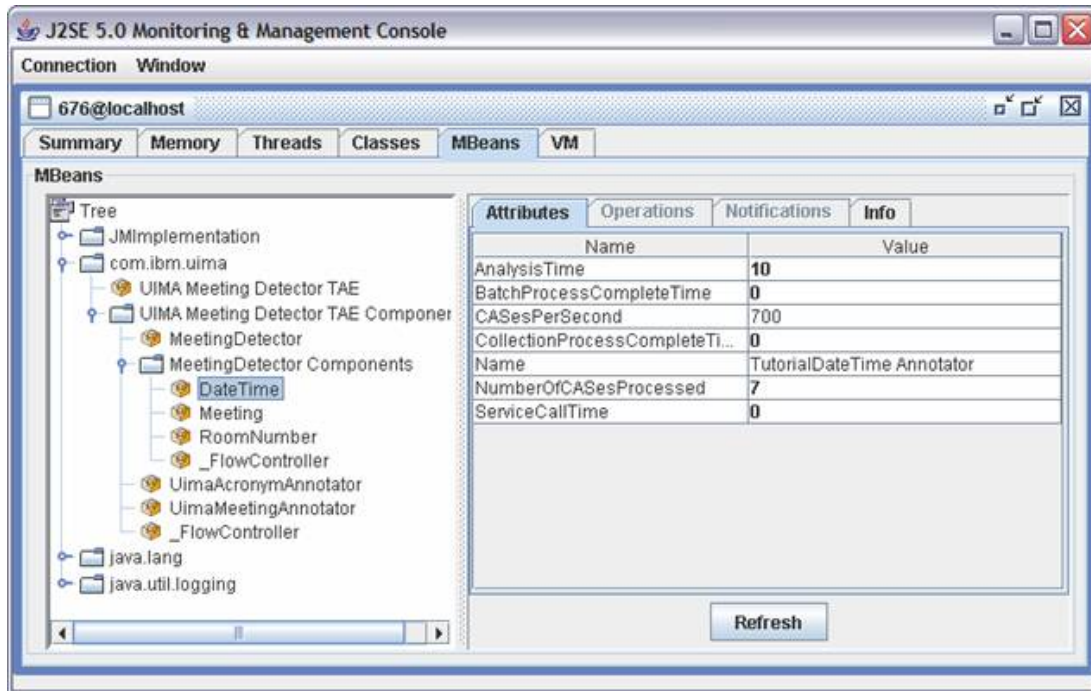 J2SE 5.0 Monitoring & Management Console
Connection Window
676@localhost
Summary Memory Threads Classes MBeans VM
MBeans
Tree
JMImplementation
com.ibm.uima
UIMA Meeting Detector TAE
UIMA Meeting Detector TAE Componer
MeetingDetector
MeetingDetector Components
DateTime
Meeting
RoomNumber
_FlowController
UimaAcronymAnnotator
UimaMeetingAnnotator
_FlowController
java.lang
java.util.logging
Attributes Operations Notifications Info
Name Value
AnalysisTime 10
BatchProcessCompleteTime 0
CASesPerSecond 700
CollectionProcessCompleteTi... 0
Name TutorialDateTime Annotator
NumberOfCASesProcessed 7
ServiceCallTime 0
Refresh